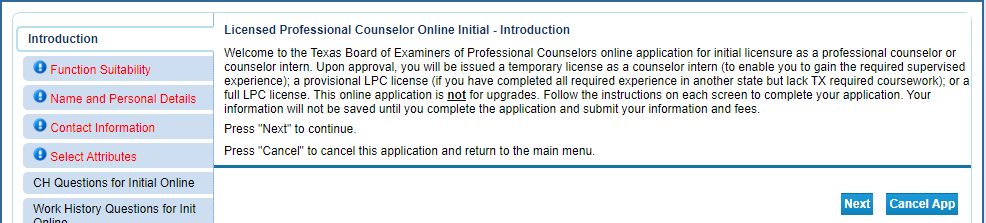 Introduction
Function Suitability
Name and Personal Details
Contact Information
Select Attributes
CH Questions for Initial Online
Work History Questions for Init
Online
Licensed Professional Counselor Online Initial - Introduction
Welcome to the Texas Board of Examiners of Professional Counselors online application for initial licensure as a professional counselor or
counselor intern. Upon approval, you will be issued a temporary license as a counselor intern (to enable you to gain the required supervised
experience); a provisional LPC license (if you have completed all required experience in another state but lack TX required coursework); or a
full LPC license. This online application is not for upgrades. Follow the instructions on each screen to complete your application. Your
information will not be saved until you complete the application and submit your information and fees.
Press "Next" to continue.
Press "Cancel" to cancel this application and return to the main menu.
Next
Cancel App